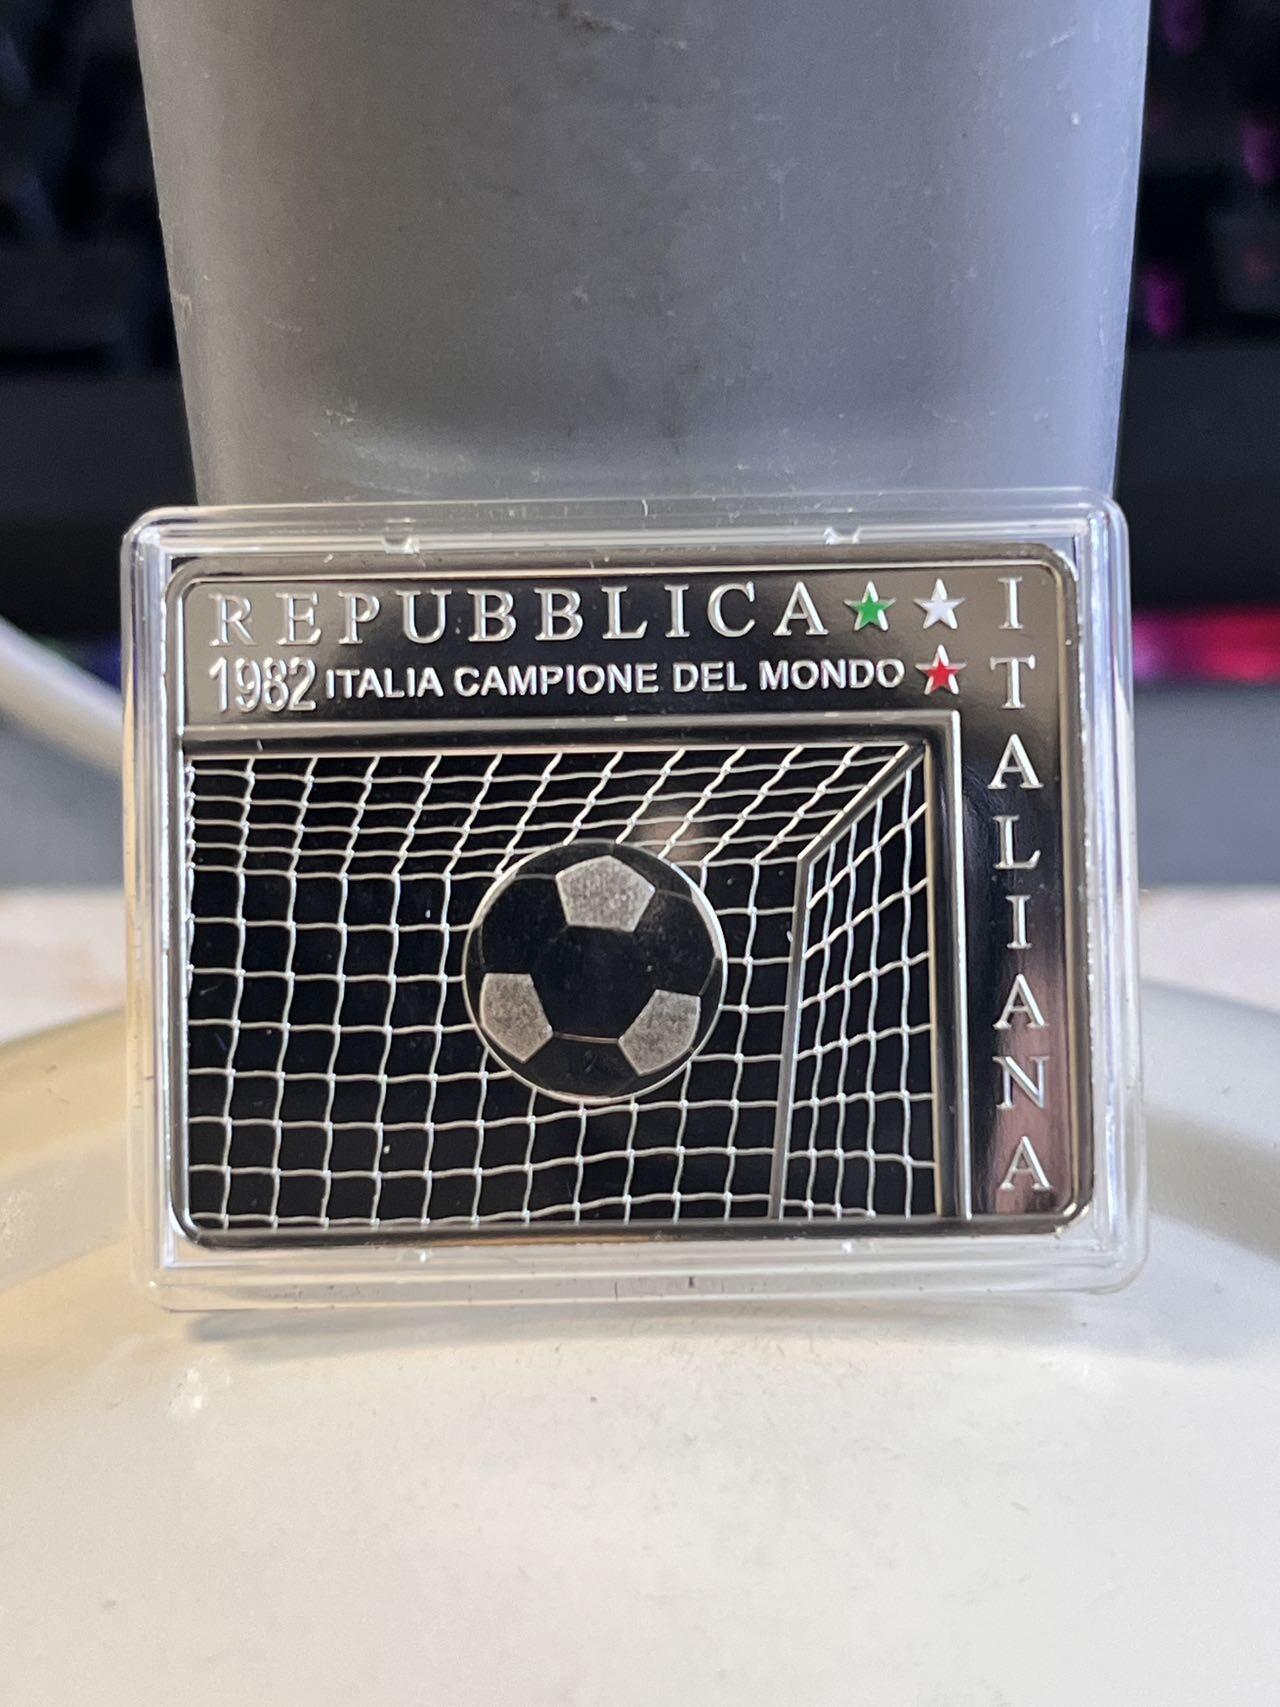 REPUBBLICA
1982 ITALIA CAMPIONE DEL MONDO
ITALIANA